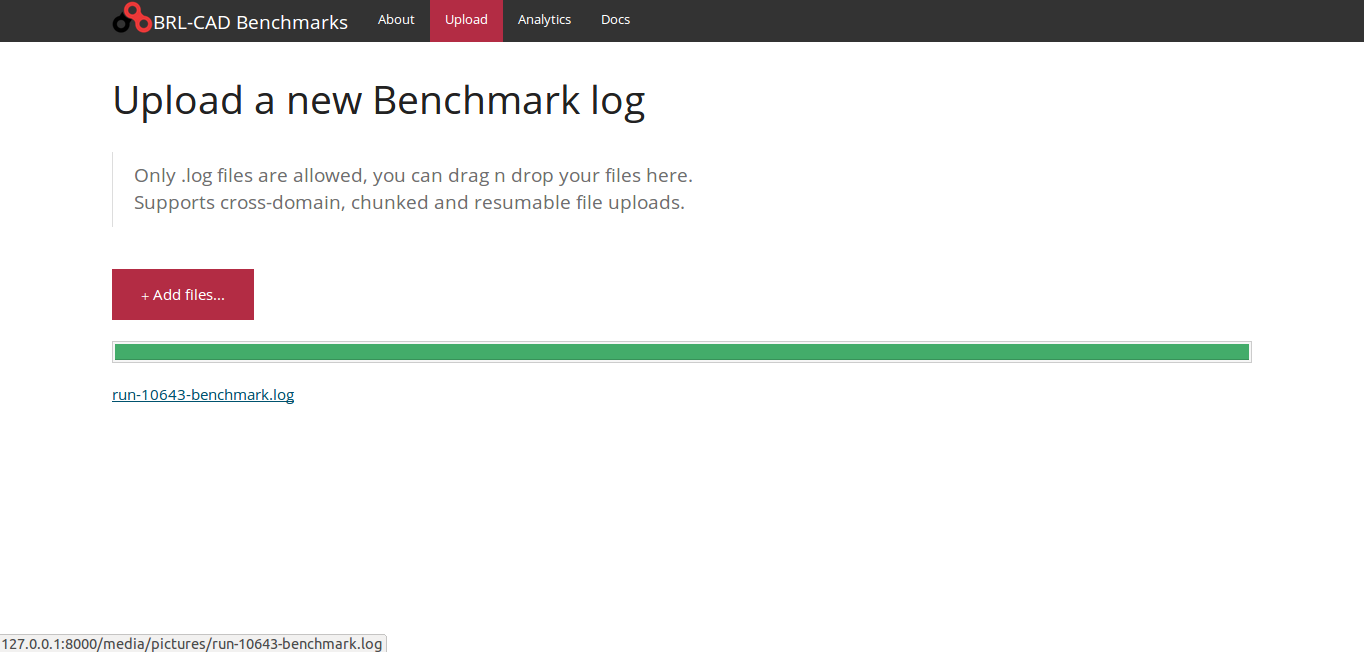 BRL-CAD Benchmarks About Upload Analytics Docs
Upload a new Benchmark log
Only .log files are allowed, you can drag n drop your files here.
Supports cross-domain, chunked and resumable file uploads.
+ Add files...
run-10643-benchmark.log
127.0.0.1:8000/media/pictures/run-10643-benchmark.log